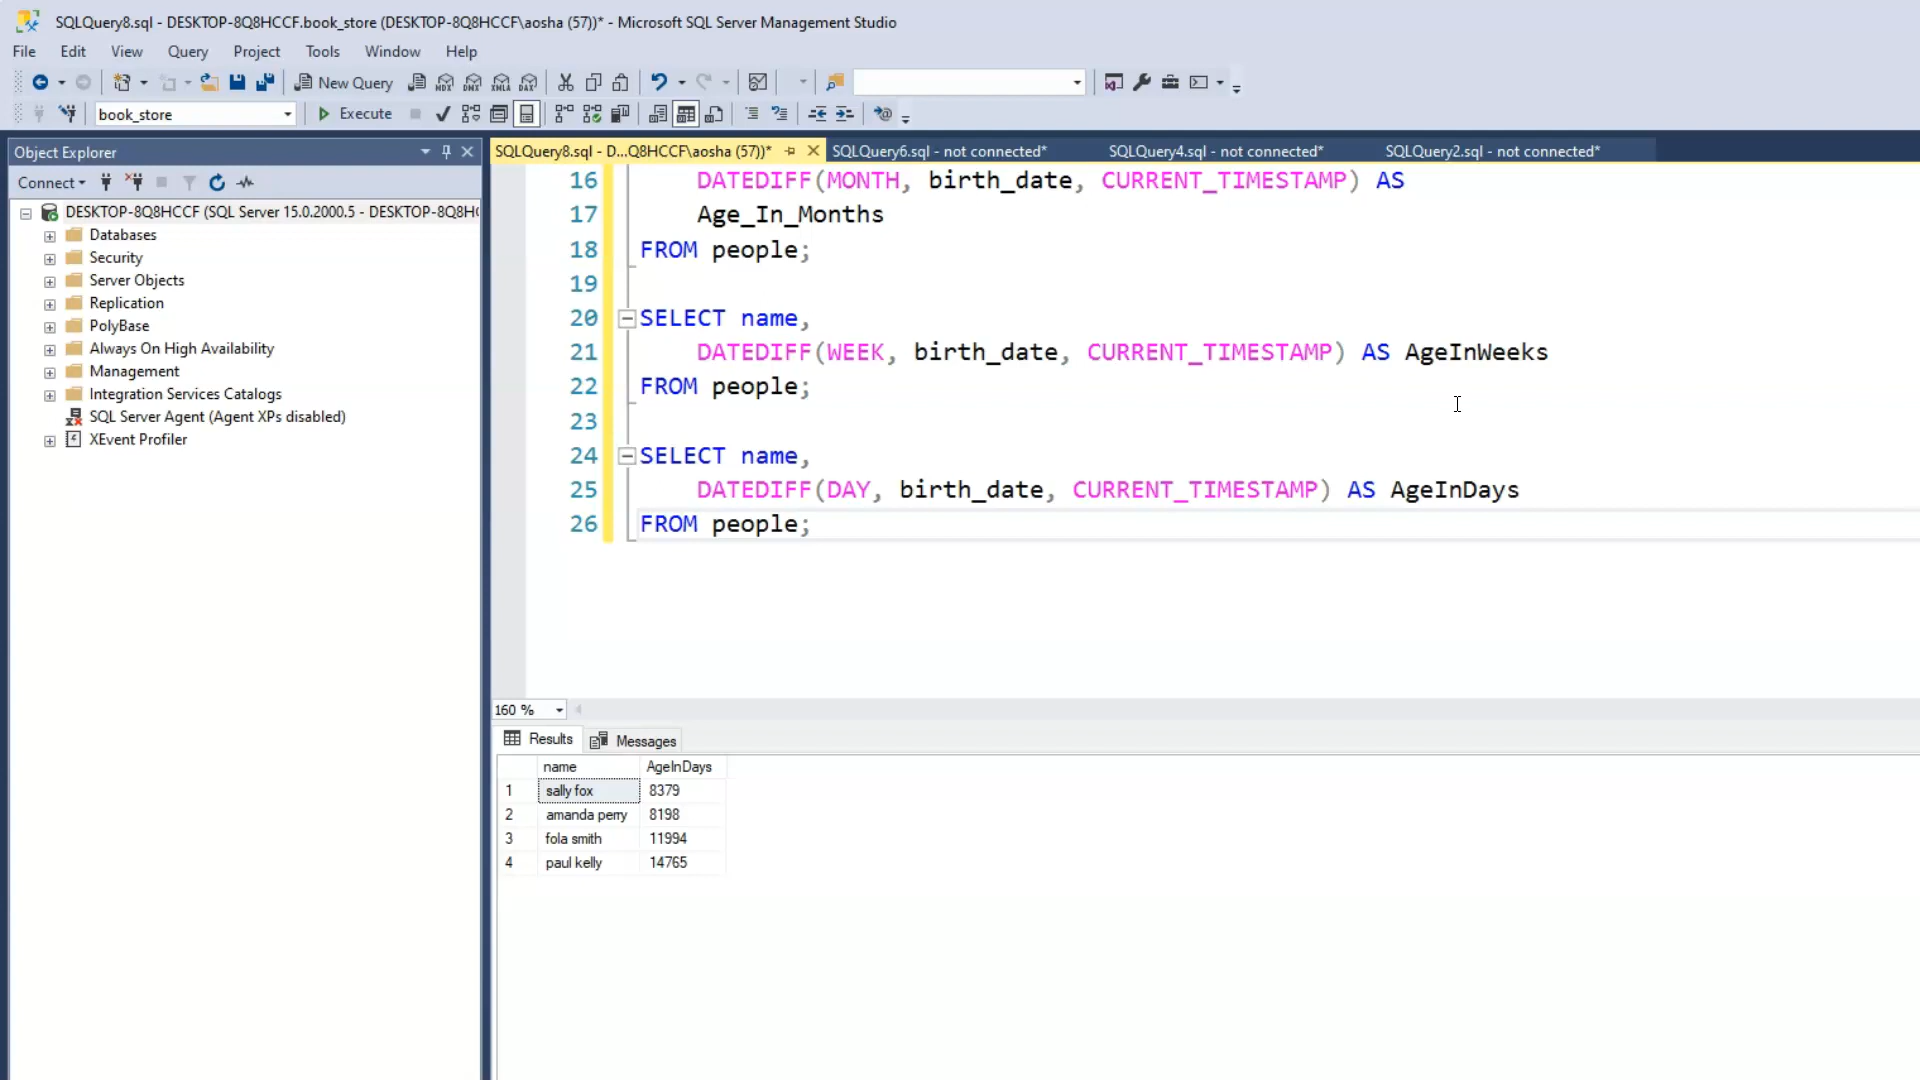 SQLQuery8.sql - DESKTOP-8Q8HCCF.book_store (DESKTOP-8Q8HCCF\aosha (57))* - Microsoft SQL Server Management Studio
File Edit View Query Project Tools Window Help
New Query MDX DMX XMLA DAX
book_store Execute
Object Explorer
Connect
DESKTOP-8Q8HCCF (SQL Server 15.0.2000.5 - DESKTOP-8Q8H
Databases
Security
Server Objects
Replication
PolyBase
Always On High Availability
Management
Integration Services Catalogs
SQL Server Agent (Agent XPs disabled)
XEvent Profiler
SQLQuery8.sql - D...Q8HCCF\aosha (57))* SQLQuery6.sql - not connected* SQLQuery4.sql - not connected* SQLQuery2.sql - not connected*
16 DATEDIFF(MONTH, birth_date, CURRENT_TIMESTAMP) AS
17 Age_In_Months
18 FROM people;
19
20 SELECT name,
21 DATEDIFF(WEEK, birth_date, CURRENT_TIMESTAMP) AS AgeInWeeks
22 FROM people;
23
24 SELECT name,
25 DATEDIFF(DAY, birth_date, CURRENT_TIMESTAMP) AS AgeInDays
26 FROM people;
160 %
Results Messages
name AgeInDays
1 sally fox 8379
2 amanda perry 8198
3 fola smith 11994
4 paul kelly 14765